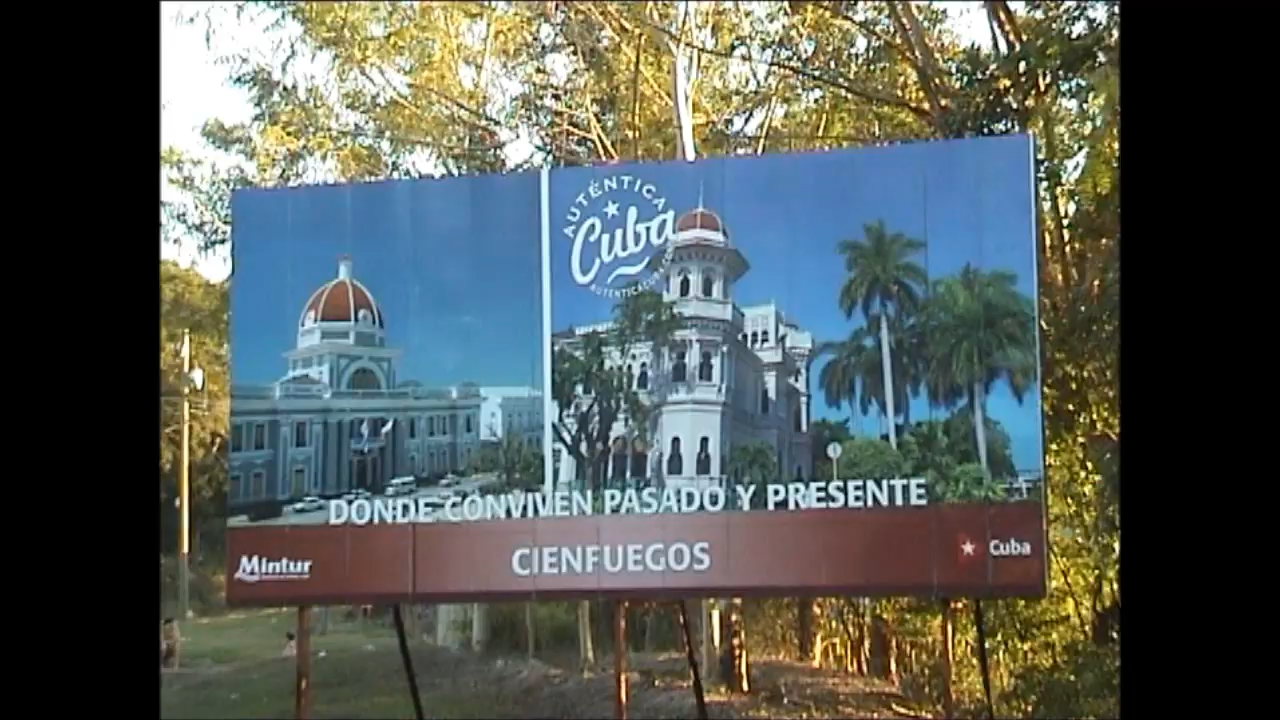 AUTÉNTICA
Cuba
DONDE CONVIVEN PASADO Y PRESENTE
CIENFUEGOS
Mintur
Cuba